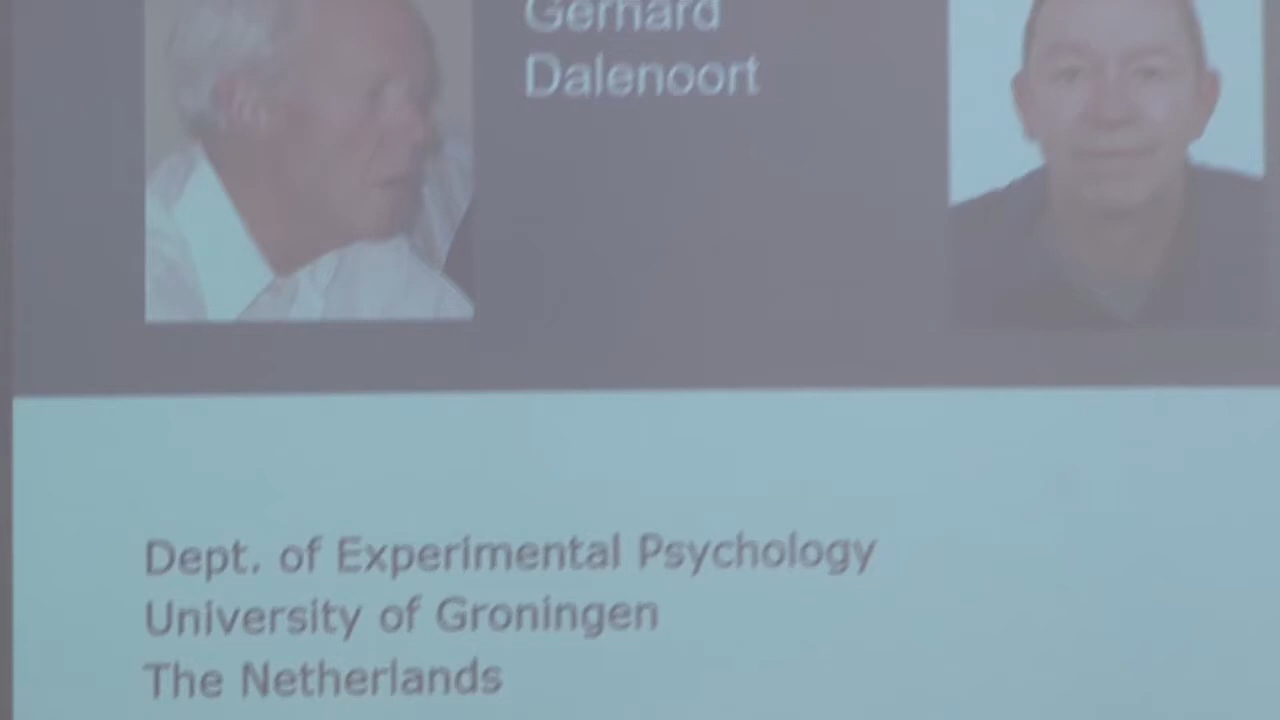 Gerhard
Dalenoort
Dept. of Experimental Psychology
University of Groningen
The Netherlands